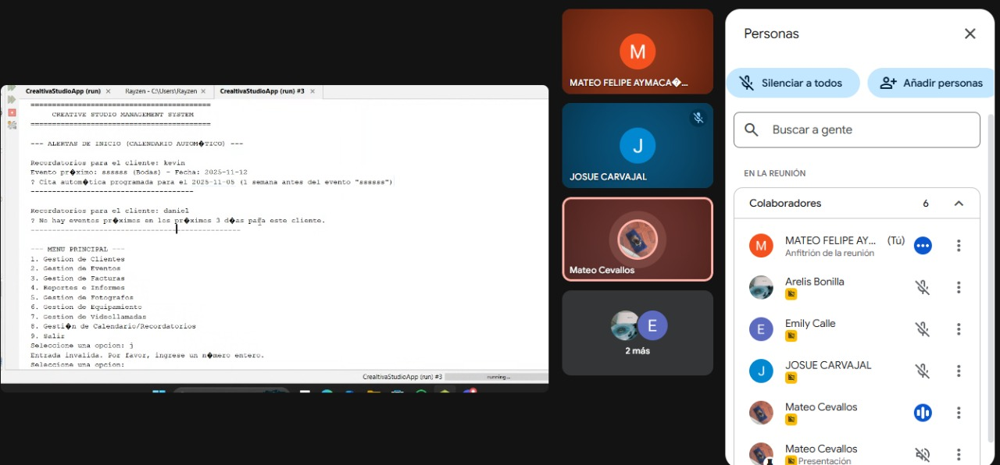 CrealtivaStudioApp (run) ×
Rayzen - C:\Users\Rayzen ×
CrealtivaStudioApp (run) #3 ×
==========================================
CREATIVE STUDIO MANAGEMENT SYSTEM
==========================================
--- ALERTAS DE INICIO (CALENDARIO AUTOM�TICO) ---
Recordatorios para el cliente: kevin
Evento pr�ximo: ssssss (Bodas) - Fecha: 2025-11-12
? Cita autom�tica programada para el 2025-11-05 (1 semana antes del evento "ssssss")
--------------------------------------
Recordatorios para el cliente: daniel
? No hay eventos pr�ximos en los pr�ximos 3 d�as para este cliente.
-------------------------------------------------
--- MENU PRINCIPAL ---
1. Gestion de Clientes
2. Gestion de Eventos
3. Gestion de Facturas
4. Reportes e Informes
5. Gestion de Fotografos
6. Gestion de Equipamiento
7. Gestion de Videollamadas
8. Gesti�n de Calendario/Recordatorios
9. Salir
Seleccione una opcion: j
Entrada invalida. Por favor, ingrese un n�mero entero.
Seleccione una opcion:
CrealtivaStudioApp (run) #3
running...
M
MATEO FELIPE AYMACA�...
J
JOSUE CARVAJAL
Mateo Cevallos
E
2 más
Personas
Silenciar a todos
Añadir personas
Buscar a gente
EN LA REUNIÓN
Colaboradores 6
M
MATEO FELIPE AY... (Tú)
Anfitrión de la reunión
Arelis Bonilla
E
Emily Calle
J
JOSUE CARVAJAL
Mateo Cevallos
Mateo Cevallos
Presentación